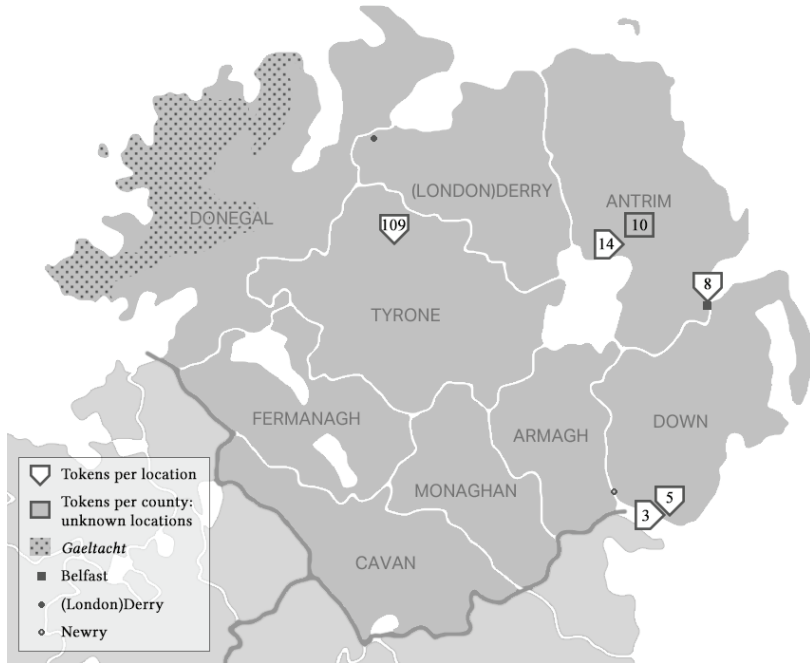 (LONDON)DERRY
ANTRIM
DONEGAL
109
10
14
8
TYRONE
FERMANAGH
ARMAGH
DOWN
MONAGHAN
5
3
CAVAN
Tokens per location
Tokens per county:
unknown locations
Gaeltacht
Belfast
(London)Derry
Newry